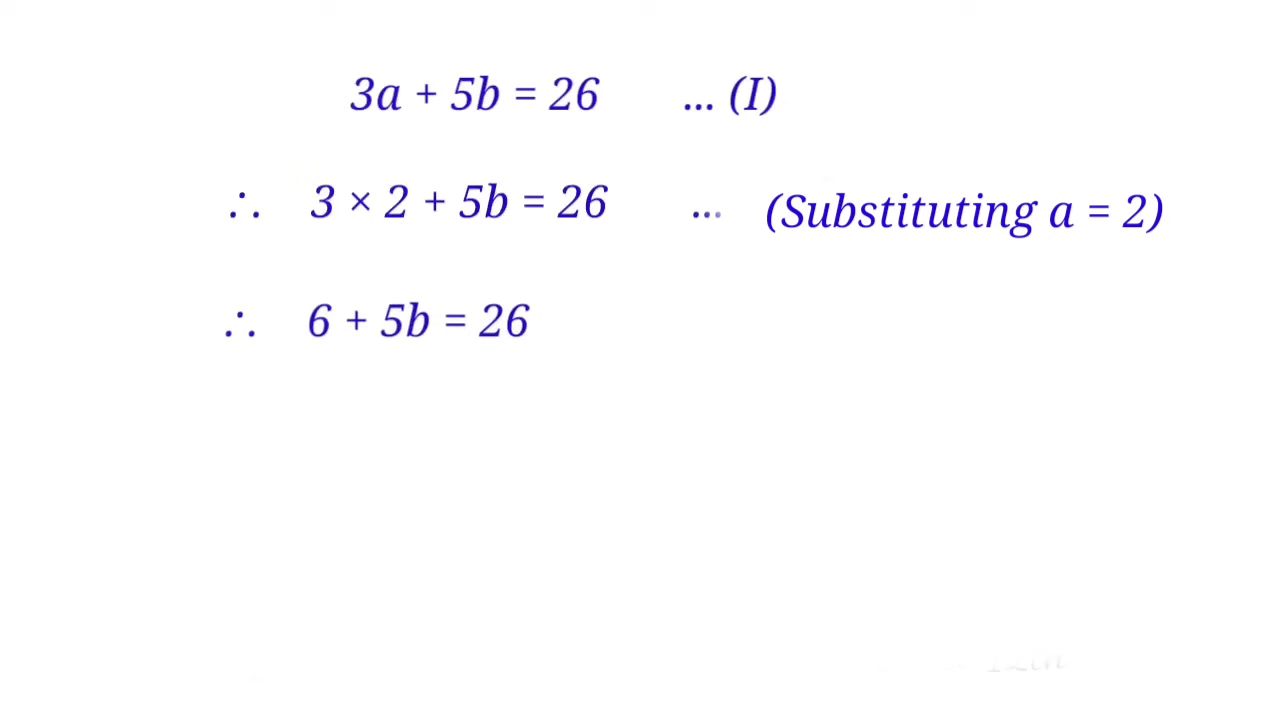 3a + 5b = 26 ... (I)
∴ 3 × 2 + 5b = 26 ... (Substituting a = 2)
∴ 6 + 5b = 26